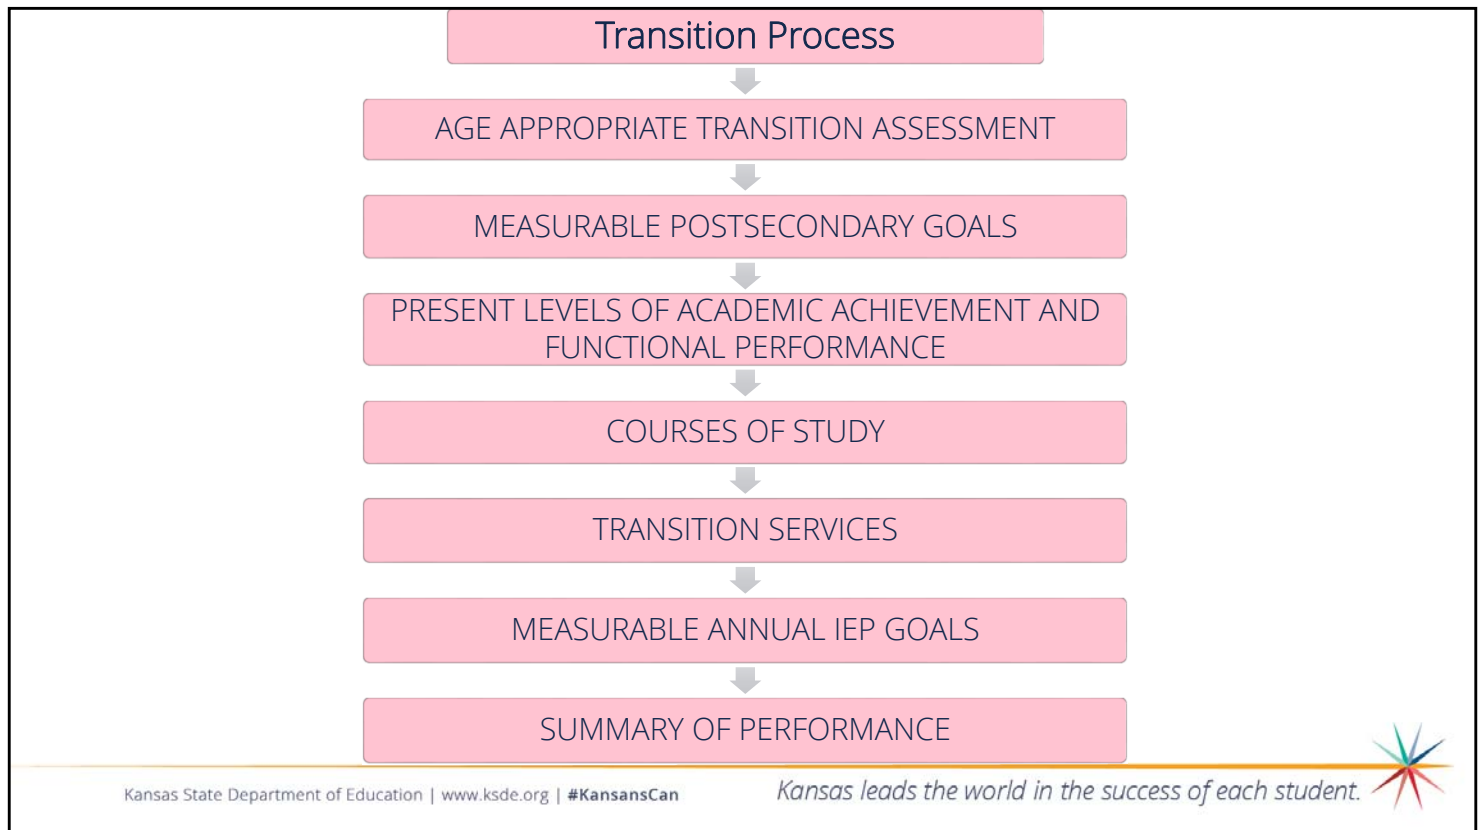 Transition Process
AGE APPROPRIATE TRANSITION ASSESSMENT
MEASURABLE POSTSECONDARY GOALS
PRESENT LEVELS OF ACADEMIC ACHIEVEMENT AND
FUNCTIONAL PERFORMANCE
COURSES OF STUDY
TRANSITION SERVICES
MEASURABLE ANNUAL IEP GOALS
SUMMARY OF PERFORMANCE
Kansas State Department of Education | www.ksde.org | #KansansCan
Kansas leads the world in the success of each student.